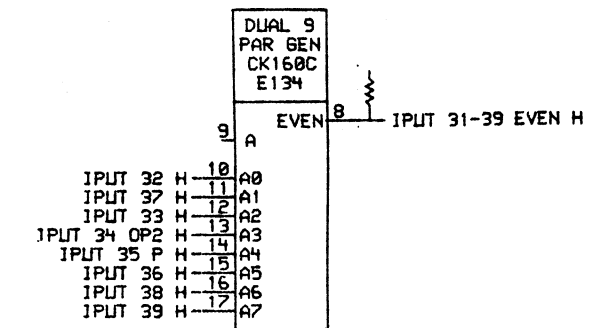 DUAL 9
PAR GEN
CK160C
E134
EVEN 8 IPUT 31-39 EVEN H
9 A
IPUT 32 H 10 A0
IPUT 37 H 11 A1
IPUT 33 H 12 A2
IPUT 34 OP2 H 13 A3
IPUT 35 P H 14 A4
IPUT 36 H 15 A5
IPUT 38 H 16 A6
IPUT 39 H 17 A7